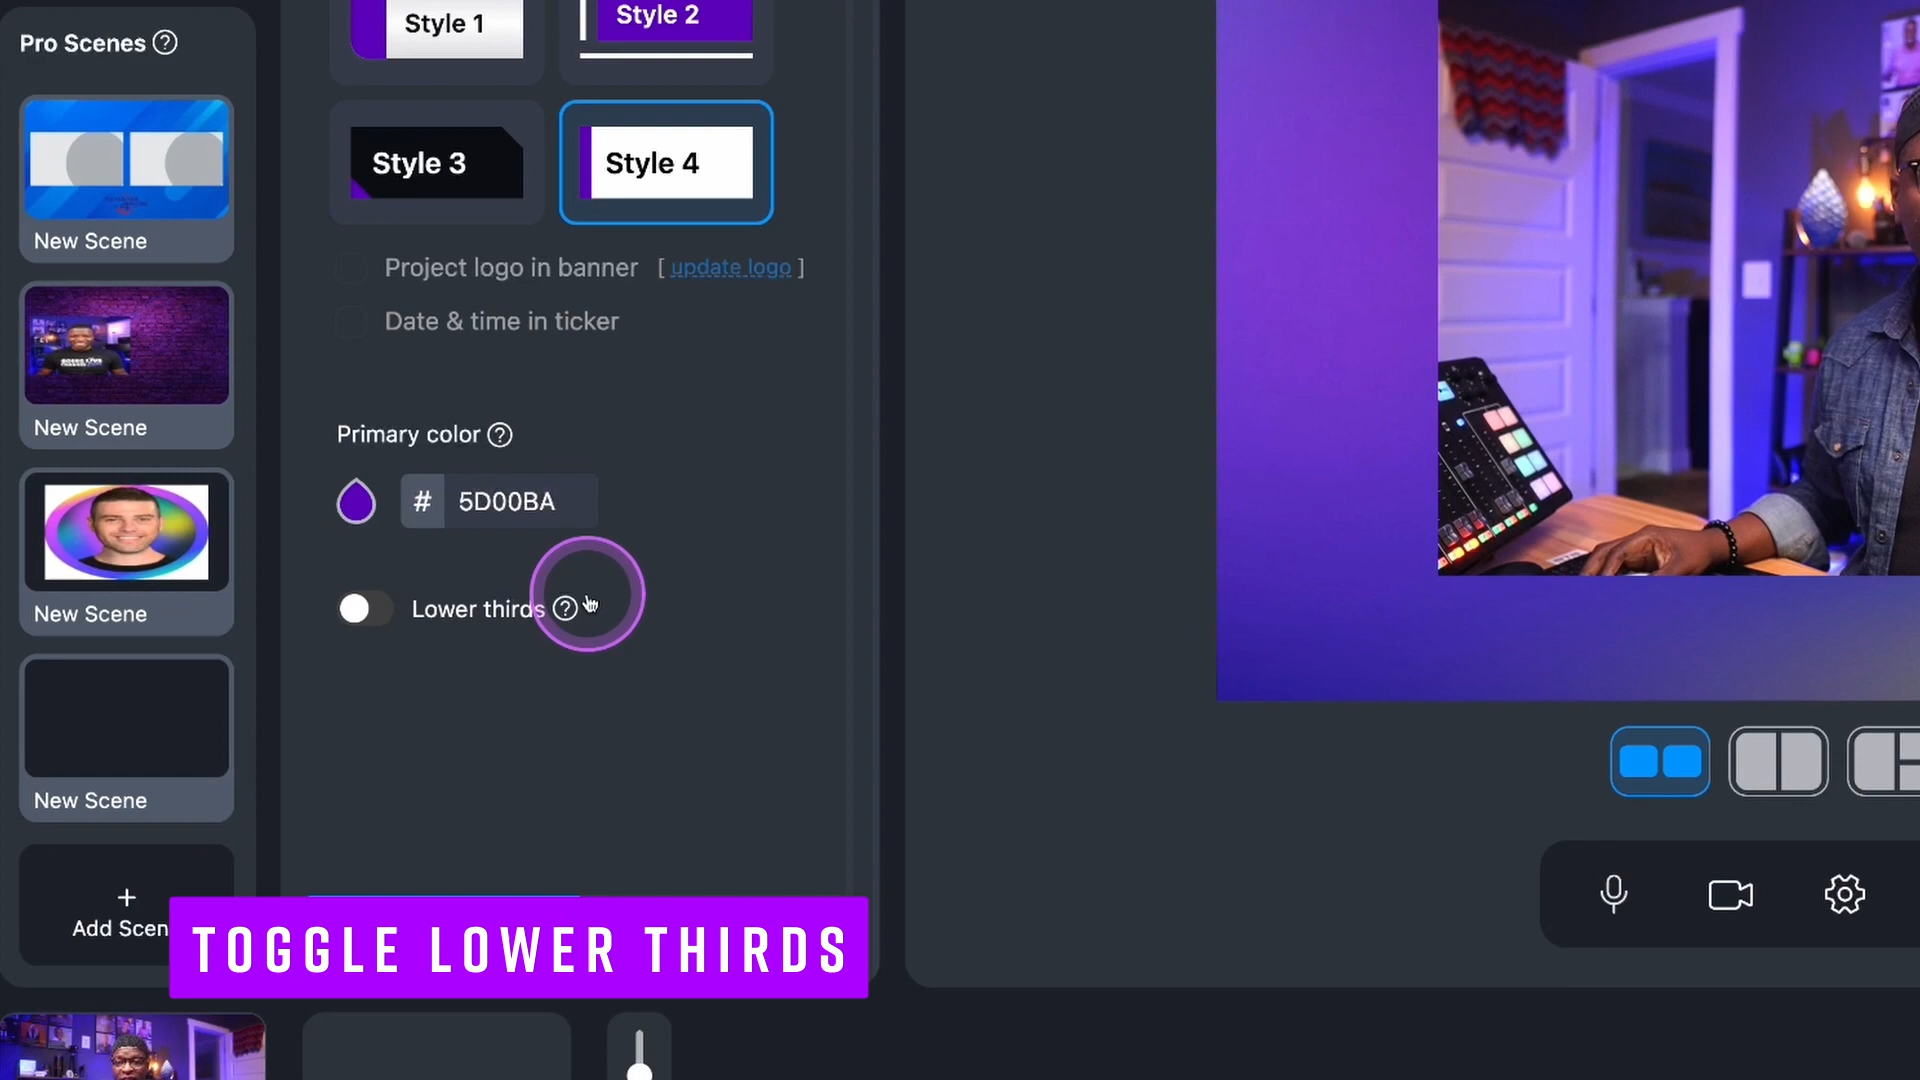 Pro Scenes
New Scene
New Scene
New Scene
New Scene
+
Add Scen
Style 1
Style 2
Style 3
Style 4
Project logo in banner [ update logo ]
Date & time in ticker
Primary color ?
# 5D00BA
Lower thirds ?
TOGGLE LOWER THIRDS